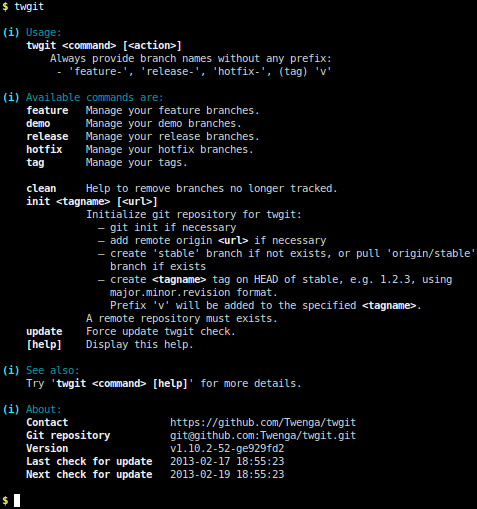 $ twgit
(i) Usage:
twgit <command> [<action>]
Always provide branch names without any prefix:
- 'feature-', 'release-', 'hotfix-', (tag) 'v'
(i) Available commands are:
feature Manage your feature branches.
demo Manage your demo branches.
release Manage your release branches.
hotfix Manage your hotfix branches.
tag Manage your tags.
clean Help to remove branches no longer tracked.
init <tagname> [<url>]
Initialize git repository for twgit:
– git init if necessary
– add remote origin <url> if necessary
– create 'stable' branch if not exists, or pull 'origin/stable'
branch if exists
– create <tagname> tag on HEAD of stable, e.g. 1.2.3, using
major.minor.revision format.
Prefix 'v' will be added to the specified <tagname>.
A remote repository must exists.
update Force update twgit check.
[help] Display this help.
(i) See also:
Try 'twgit <command> [help]' for more details.
(i) About:
Contact https://github.com/Twenga/twgit
Git repository git@github.com:Twenga/twgit.git
Version v1.10.2-52-ge929fd2
Last check for update 2013-02-17 18:55:23
Next check for update 2013-02-19 18:55:23
$